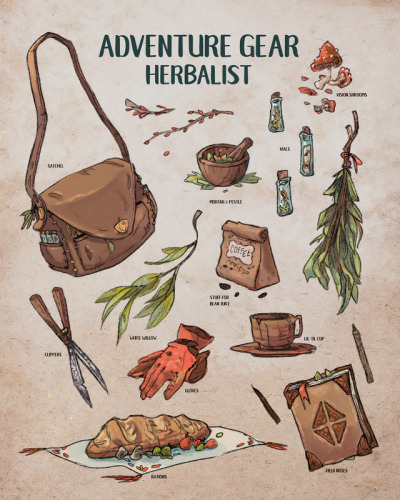 ADVENTURE GEAR
HERBALIST
VISION SHROOMS
VIALS
SATCHEL
MORTAR & PESTLE
COFFEE
STUFF FOR
BEAN JUICE
WHITE WILLOW
LIL' OL CUP
CLIPPERS
GLOVES
FIELD NOTES
RATIONS